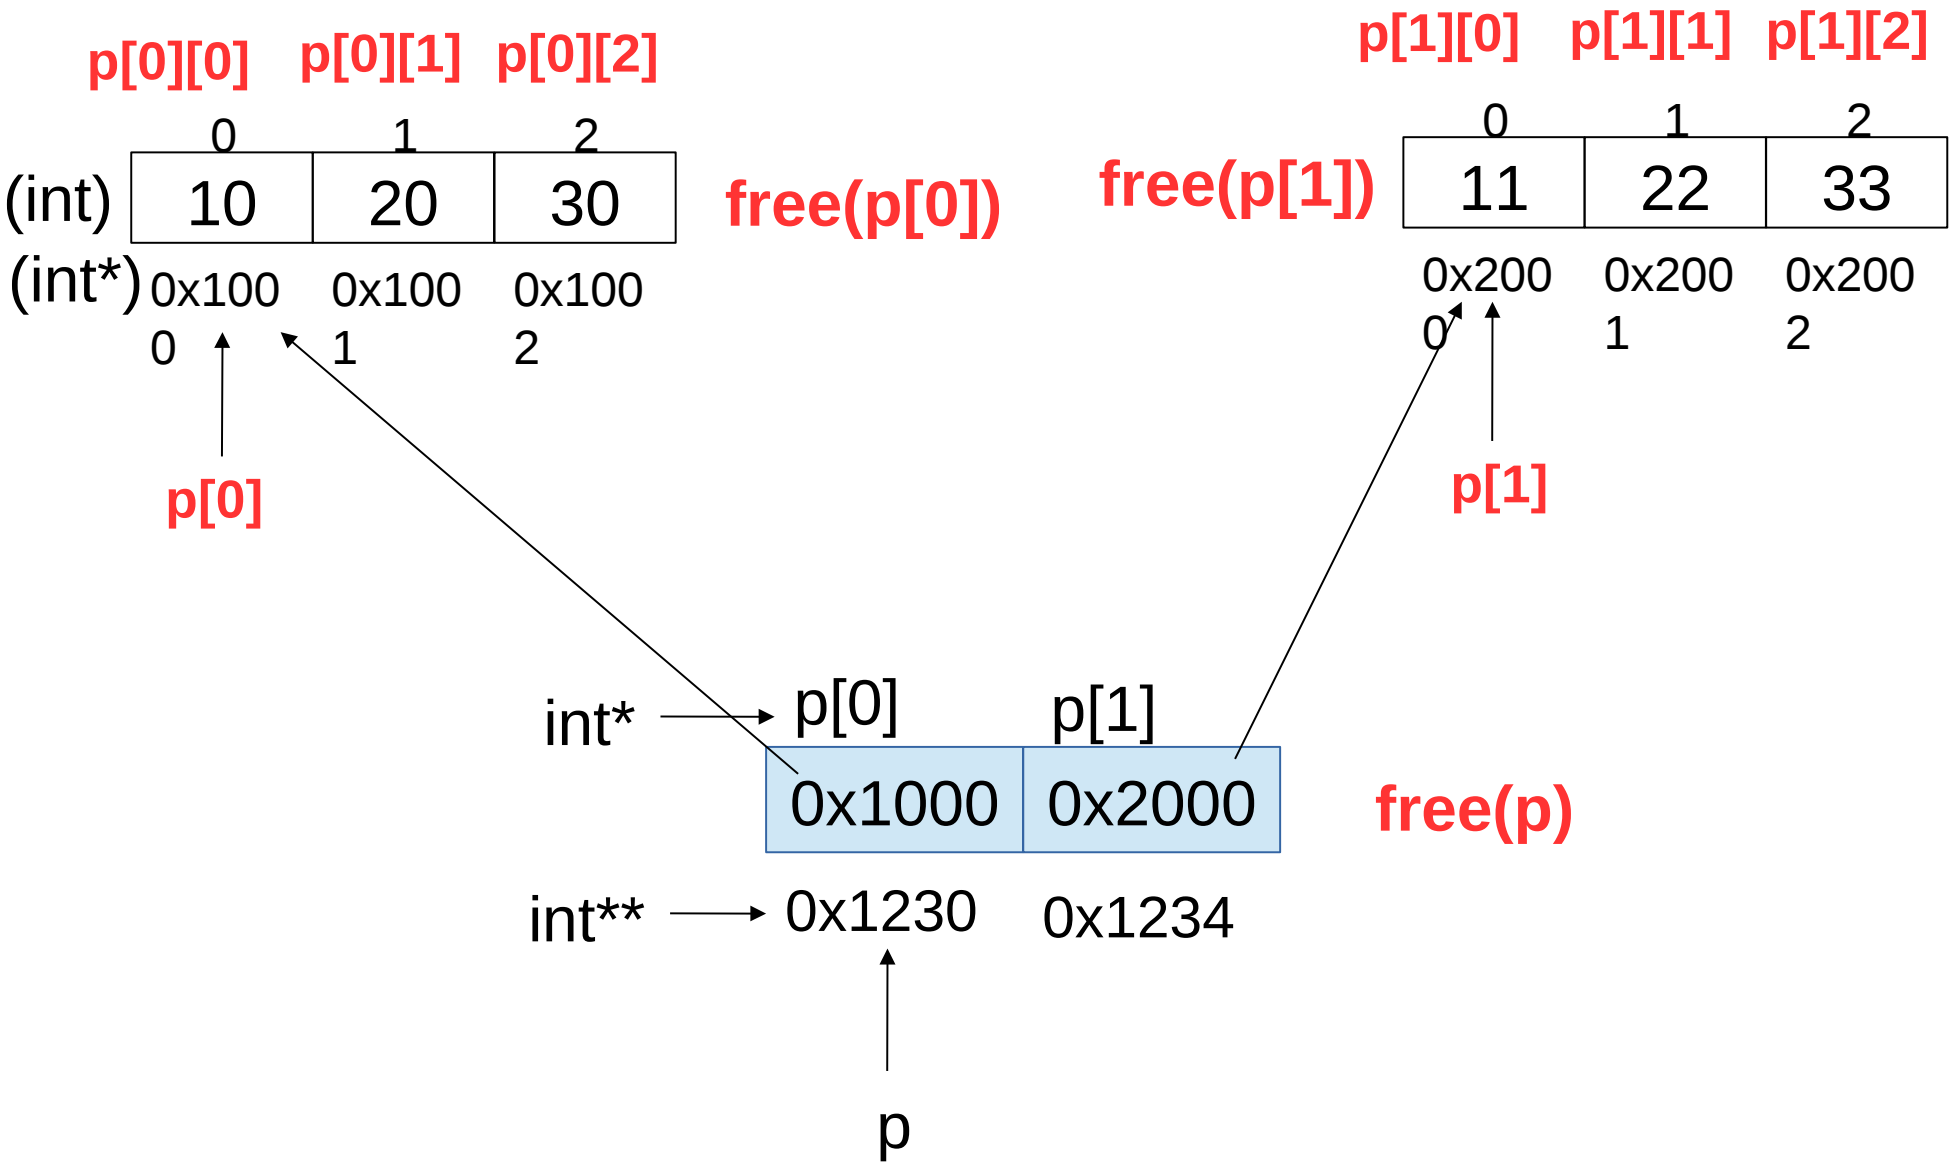 p[0][0] p[0][1] p[0][2] p[1][0] p[1][1] p[1][2]
0 1 2 0 1 2
(int) 10 20 30 free(p[0]) free(p[1]) 11 22 33
(int*) 0x100 0x100 0x100 0x200 0x200 0x200
0 1 2 0 1 2
p[0] p[1]
int* p[0] p[1]
0x1000 0x2000 free(p)
int** 0x1230 0x1234
p